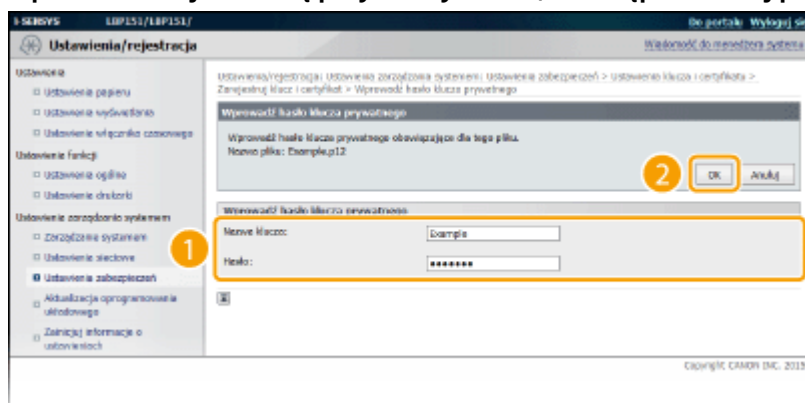 i-SENSYS LBP151/LBP151/
Do portalu Wyloguj się
Ustawienia/rejestracja
Wiadomość do menedżera systemu
Ustawienia
Ustawienia papieru
Ustawienia wyświetlania
Ustawienia włącznika czasowego
Ustawienia funkcji
Ustawienia ogólne
Ustawienia drukarki
Ustawienia zarządzania systemem
Zarządzanie systemem
Ustawienia sieciowe
Ustawienia zabezpieczeń
Aktualizacja oprogramowania
układowego
Zainicjuj informacje o
ustawieniach
Ustawienia/rejestracja: Ustawienia zarządzania systemem: Ustawienia zabezpieczeń > Ustawienia klucza i certyfikatu >
Zarejestruj klucz i certyfikat > Wprowadź hasło klucza prywatnego
Wprowadź hasło klucza prywatnego
Wprowadź hasło klucza prywatnego obowiązujące dla tego pliku.
Nazwa pliku: Example.p12
2
OK Anuluj
Wprowadź hasło klucza prywatnego
1
Nazwa klucza: Example
Hasło: •••••••
Copyright CANON INC. 2015